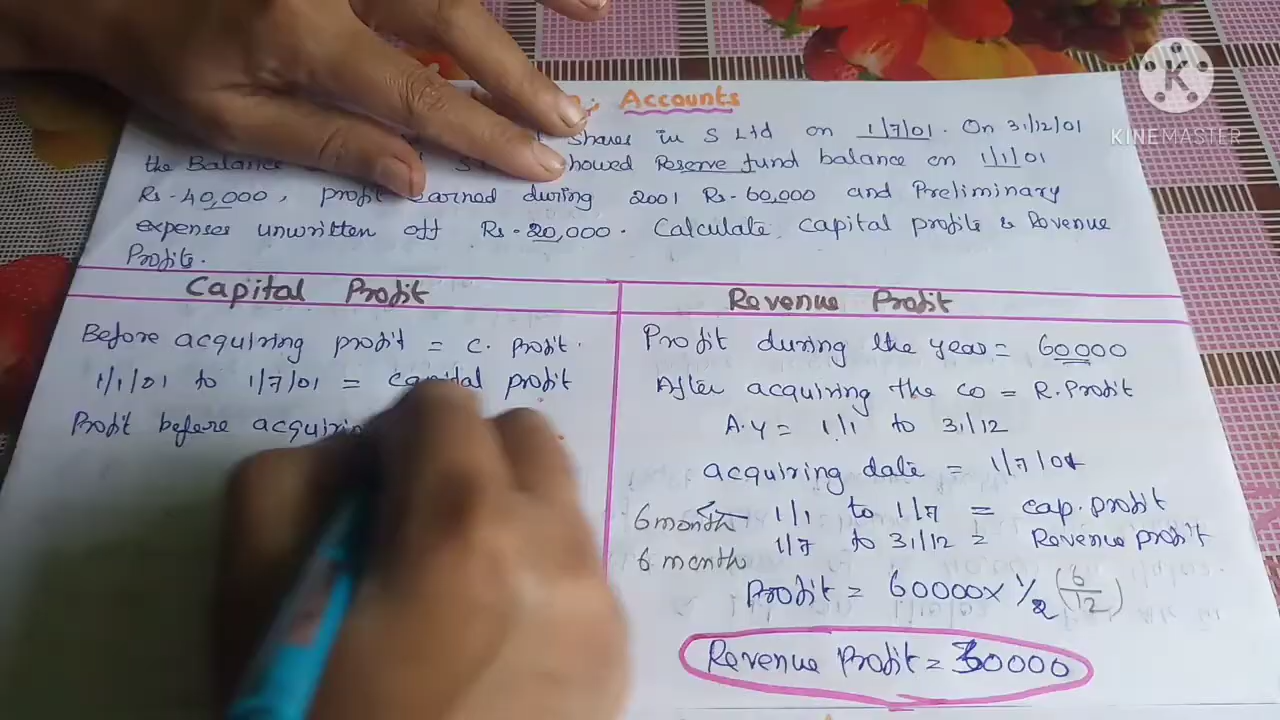 Accounts
Shares in S Ltd on 1/7/01. On 31/12/01
the Balance showed Reserve fund balance on 1/1/01
Rs-40,000, profit earned during 2001 Rs-60,000 and Preliminary
expenses unwritten off Rs-20,000. Calculate capital profits & Revenue
Profits.
Capital Profit
Before acquiring profit = C. Profit.
1/1/01 to 1/7/01 = capital profit
Profit before acquiring
Revenue Profit
Profit during the year = 60000
After acquiring the co = R.Profit
A.Y = 1/1 to 31/12
acquiring date = 1/7/01
6 month ← 1/1 to 1/7 = cap.profit
6 month 1/7 to 31/12 = Revenue profit
Profit = 60000 x 1/2 (6/12)
Revenue Profit = 30000
K
KINEMASTER